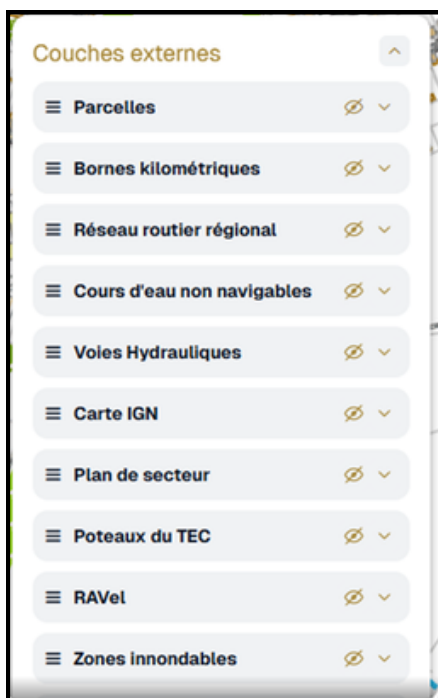 Couches externes
Parcelles
Bornes kilométriques
Réseau routier régional
Cours d'eau non navigables
Voies Hydrauliques
Carte IGN
Plan de secteur
Poteaux du TEC
RAVel
Zones innondables